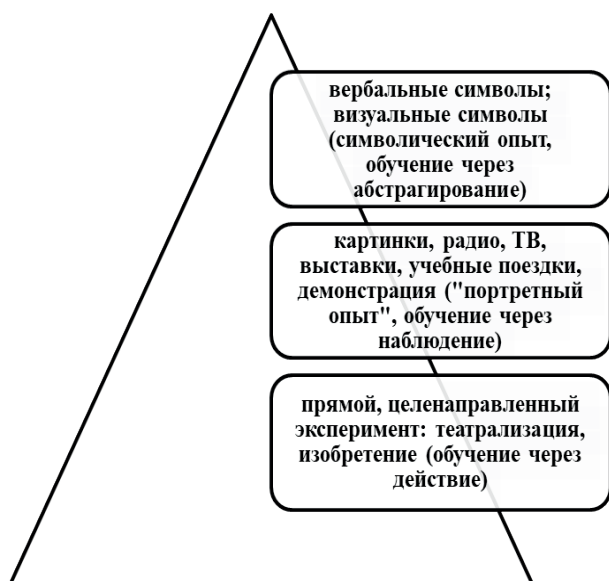 вербальные символы;
визуальные символы
(символический опыт,
обучение через
абстрагирование)
картинки, радио, ТВ,
выставки, учебные поездки,
демонстрация ("портретный
опыт", обучение через
наблюдение)
прямой, целенаправленный
эксперимент: театрализация,
изобретение (обучение через
действие)